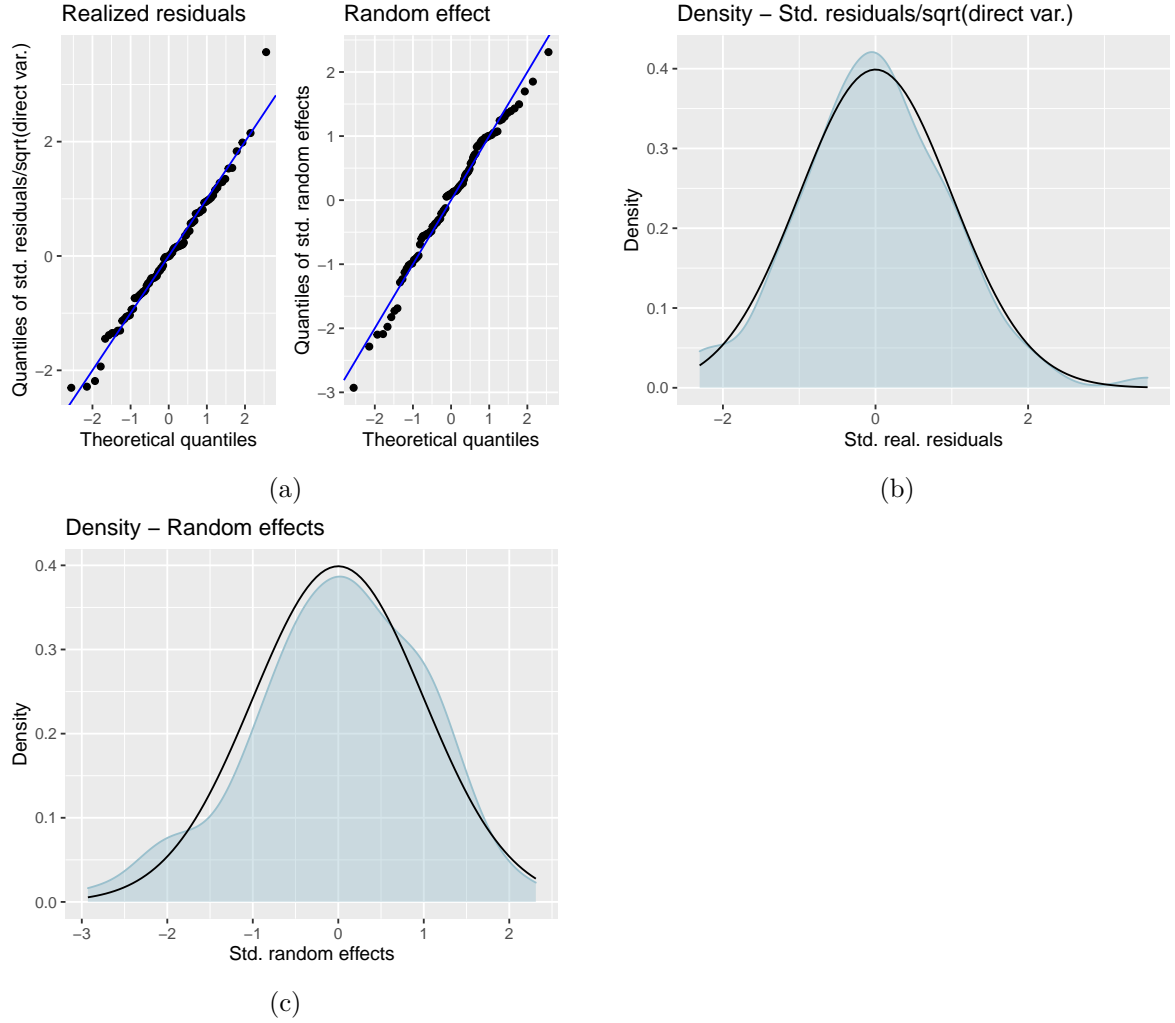 Realized residuals
Quantiles of std. residuals/sqrt(direct var.)
2
0
−2
−2 −1 0 1 2
Theoretical quantiles
Random effect
Quantiles of std. random effects
2
1
0
−1
−2
−3
−2 −1 0 1 2
Theoretical quantiles
(a)
Density − Std. residuals/sqrt(direct var.)
Density
0.4
0.3
0.2
0.1
0.0
−2 0 2
Std. real. residuals
(b)
Density − Random effects
Density
0.4
0.3
0.2
0.1
0.0
−3 −2 −1 0 1 2
Std. random effects
(c)